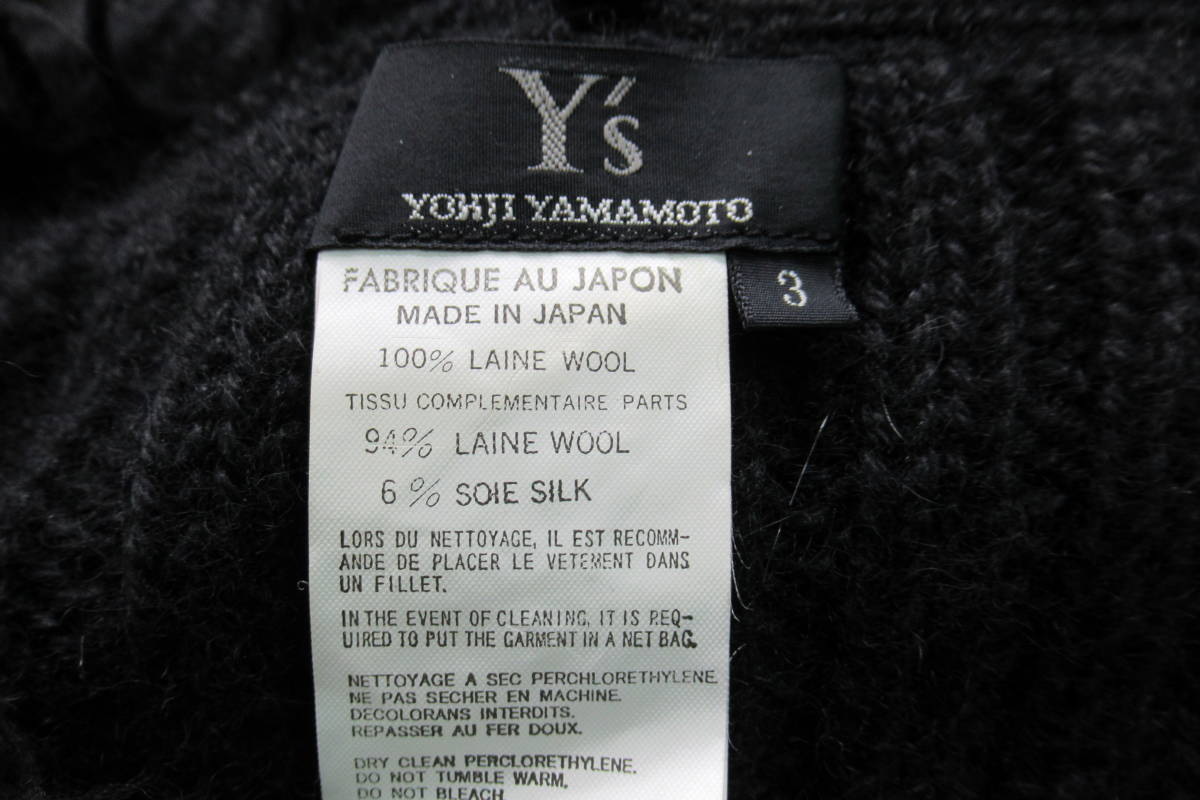 Y's
YOHJI YAMAMOTO
3
FABRIQUE AU JAPON
MADE IN JAPAN
100% LAINE WOOL
TISSU COMPLEMENTAIRE PARTS
94% LAINE WOOL
6% SOIE SILK
LORS DU NETTOYAGE, IL EST RECOMM-
ANDE DE PLACER LE VETEMENT DANS
UN FILLET.
IN THE EVENT OF CLEANING, IT IS REQ-
UIRED TO PUT THE GARMENT IN A NET BAG.
NETTOYAGE A SEC PERCHLORETHYLENE.
NE PAS SECHER EN MACHINE.
DECOLORANS INTERDITS.
REPASSER AU FER DOUX.
DRY CLEAN PERCLORETHYLENE.
DO NOT TUMBLE WARM.
DO NOT BLEACH